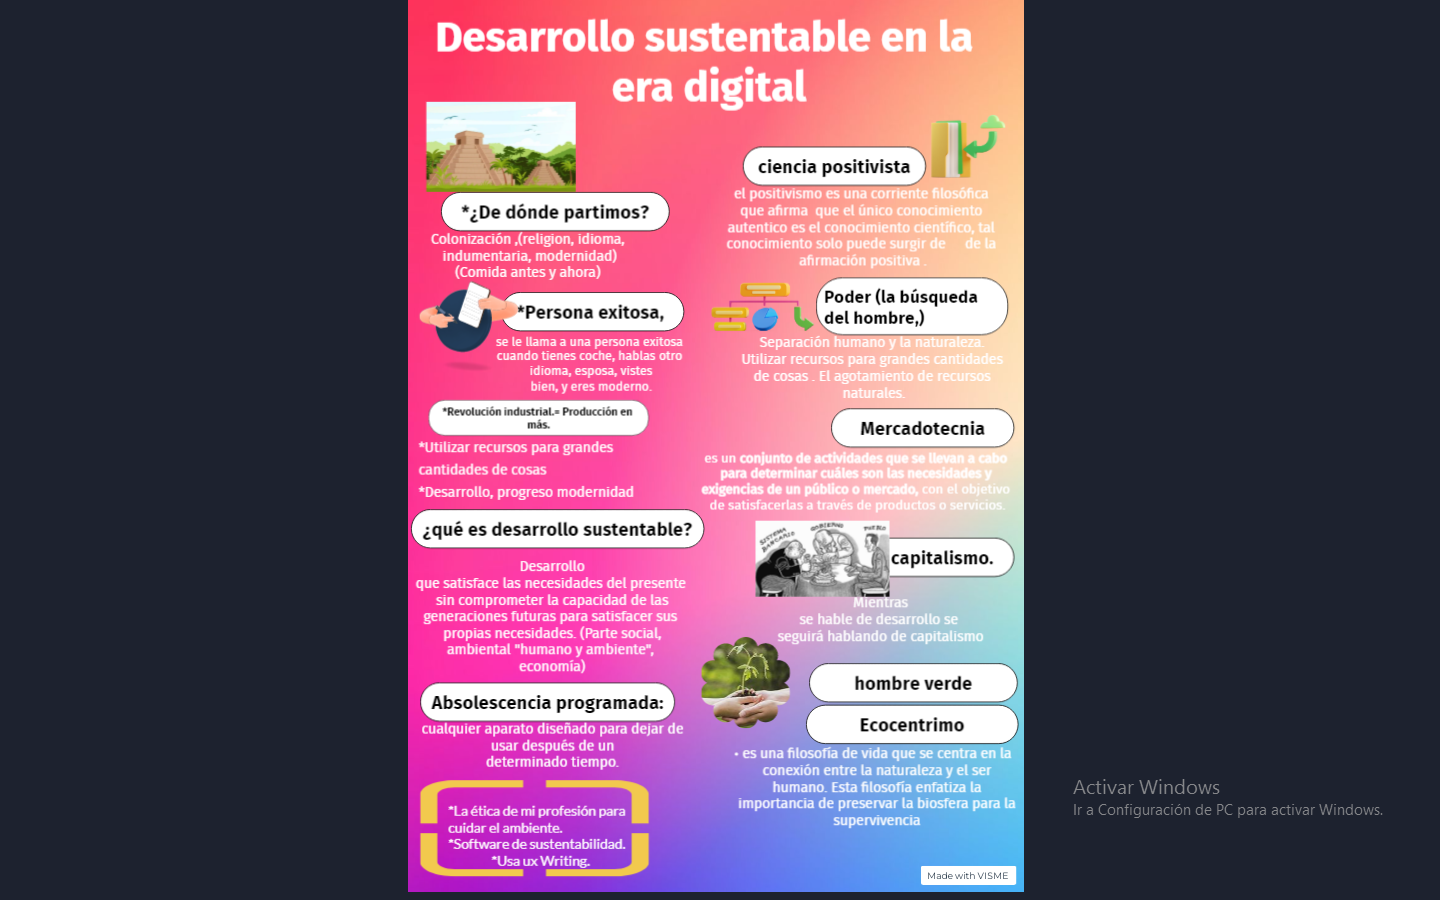 Desarrollo sustentable en la
era digital
*¿De dónde partimos?
Colonización ,(religion, idioma,
indumentaria, modernidad)
(Comida antes y ahora)
*Persona exitosa,
se le llama a una persona exitosa
cuando tienes coche, hablas otro
idioma, esposa, vistes
bien, y eres moderno.
*Revolución industrial.= Producción en
más.
*Utilizar recursos para grandes
cantidades de cosas
*Desarrollo, progreso modernidad
¿qué es desarrollo sustentable?
Desarrollo
que satisface las necesidades del presente
sin comprometer la capacidad de las
generaciones futuras para satisfacer sus
propias necesidades. (Parte social,
ambiental "humano y ambiente",
economía)
Absolescencia programada:
cualquier aparato diseñado para dejar de
usar después de un
determinado tiempo.
*La ética de mi profesión para
cuidar el ambiente.
*Software de sustentabilidad.
*Usa ux Writing.
ciencia positivista
el positivismo es una corriente filosófica
que afirma que el único conocimiento
autentico es el conocimiento científico, tal
conocimiento solo puede surgir de de la
afirmación positiva .
Poder (la búsqueda
del hombre,)
Separación humano y la naturaleza.
Utilizar recursos para grandes cantidades
de cosas . El agotamiento de recursos
naturales.
Mercadotecnia
es un conjunto de actividades que se llevan a cabo
para determinar cuáles son las necesidades y
exigencias de un público o mercado, con el objetivo
de satisfacerlas a través de productos o servicios.
SISTEMA
BANCARIO
GOBIERNO
PUEBLO
capitalismo.
Mientras
se hable de desarrollo se
seguirá hablando de capitalismo
hombre verde
Ecocentrimo
• es una filosofía de vida que se centra en la
conexión entre la naturaleza y el ser
humano. Esta filosofía enfatiza la
importancia de preservar la biosfera para la
supervivencia
Made with VISME
Activar Windows
Ir a Configuración de PC para activar Windows.